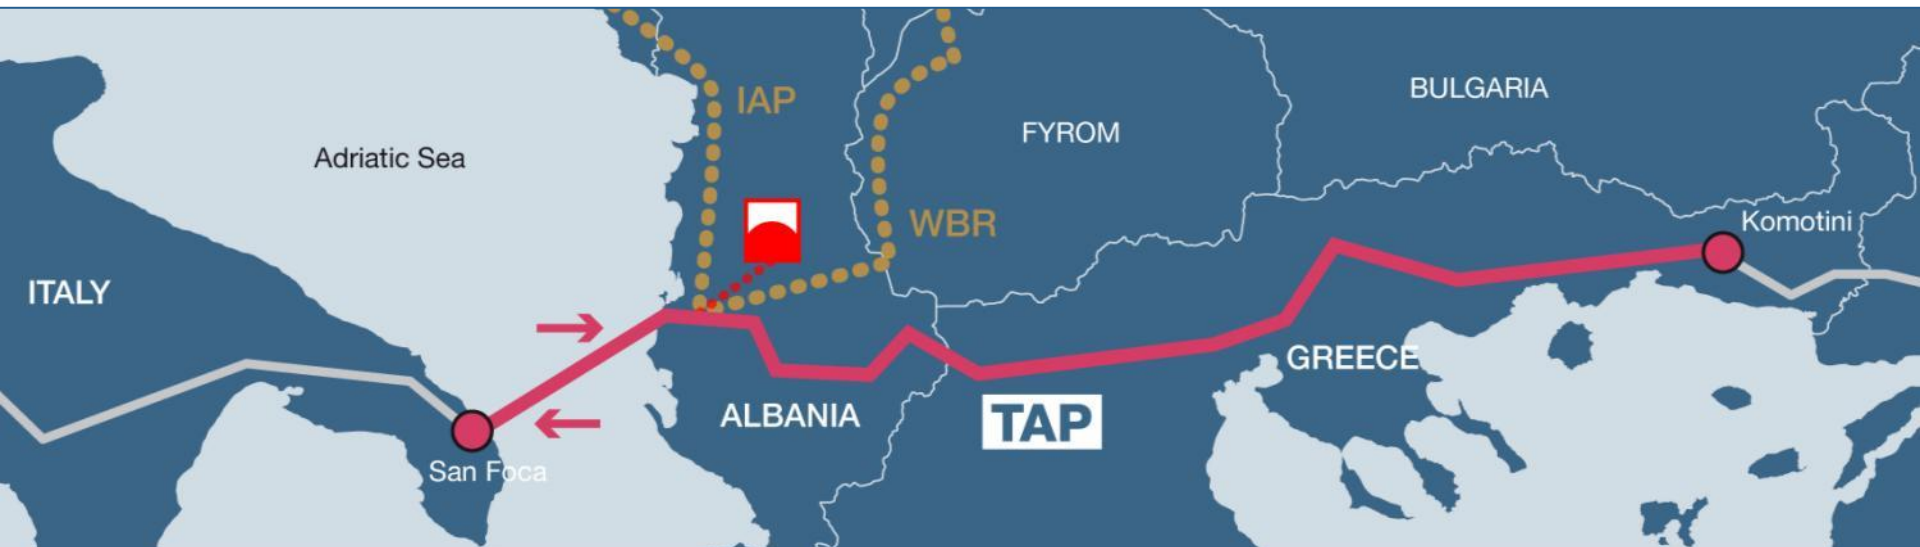 IAP
BULGARIA
FYROM
Adriatic Sea
WBR
Komotini
ITALY
GREECE
ALBANIA
TAP
San Foca